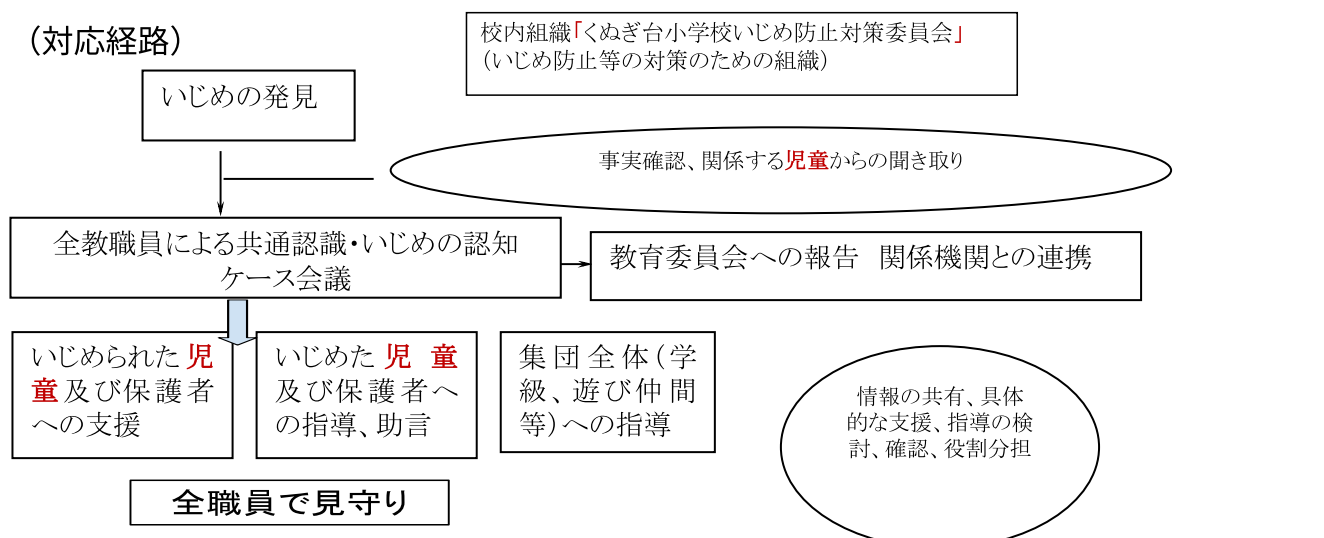 （対応経路）
校内組織「くぬぎ台小学校いじめ防止対策委員会」
（いじめ防止等の対策のための組織）
いじめの発見
事実確認、関係する児童からの聞き取り
全教職員による共通認識・いじめの認知
ケース会議
教育委員会への報告　関係機関との連携
いじめられた児
童及び保護者
への支援
いじめた児童
及び保護者へ
の指導、助言
集団全体（学
級、遊び仲間
等）への指導
情報の共有、具体
的な支援、指導の検
討、確認、役割分担
全職員で見守り